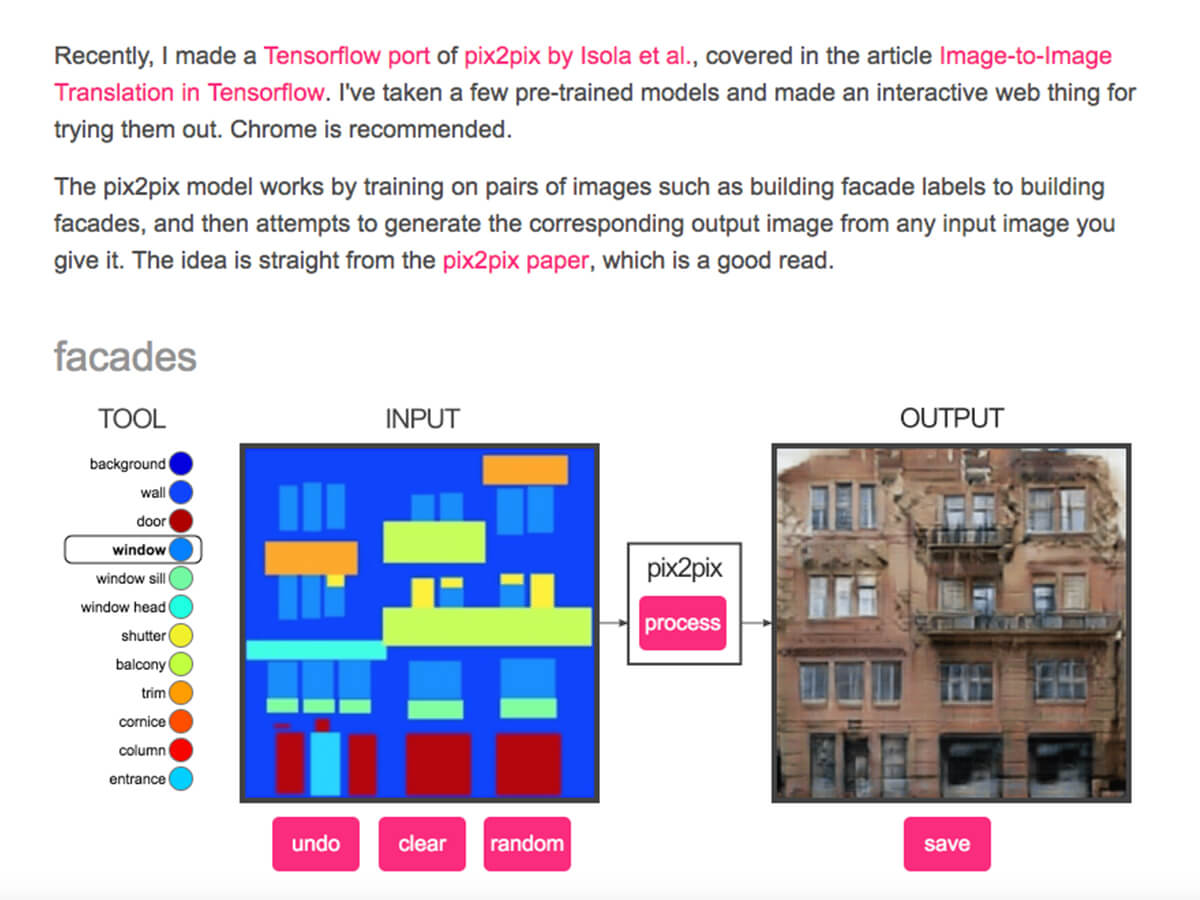 Recently, I made a Tensorflow port of pix2pix by Isola et al., covered in the article Image-to-Image
Translation in Tensorflow. I've taken a few pre-trained models and made an interactive web thing for
trying them out. Chrome is recommended.
The pix2pix model works by training on pairs of images such as building facade labels to building
facades, and then attempts to generate the corresponding output image from any input image you
give it. The idea is straight from the pix2pix paper, which is a good read.
facades
TOOL
background
wall
door
window
window sill
window head
shutter
balcony
trim
cornice
column
entrance
INPUT
undo
clear
random
pix2pix
process
OUTPUT
save